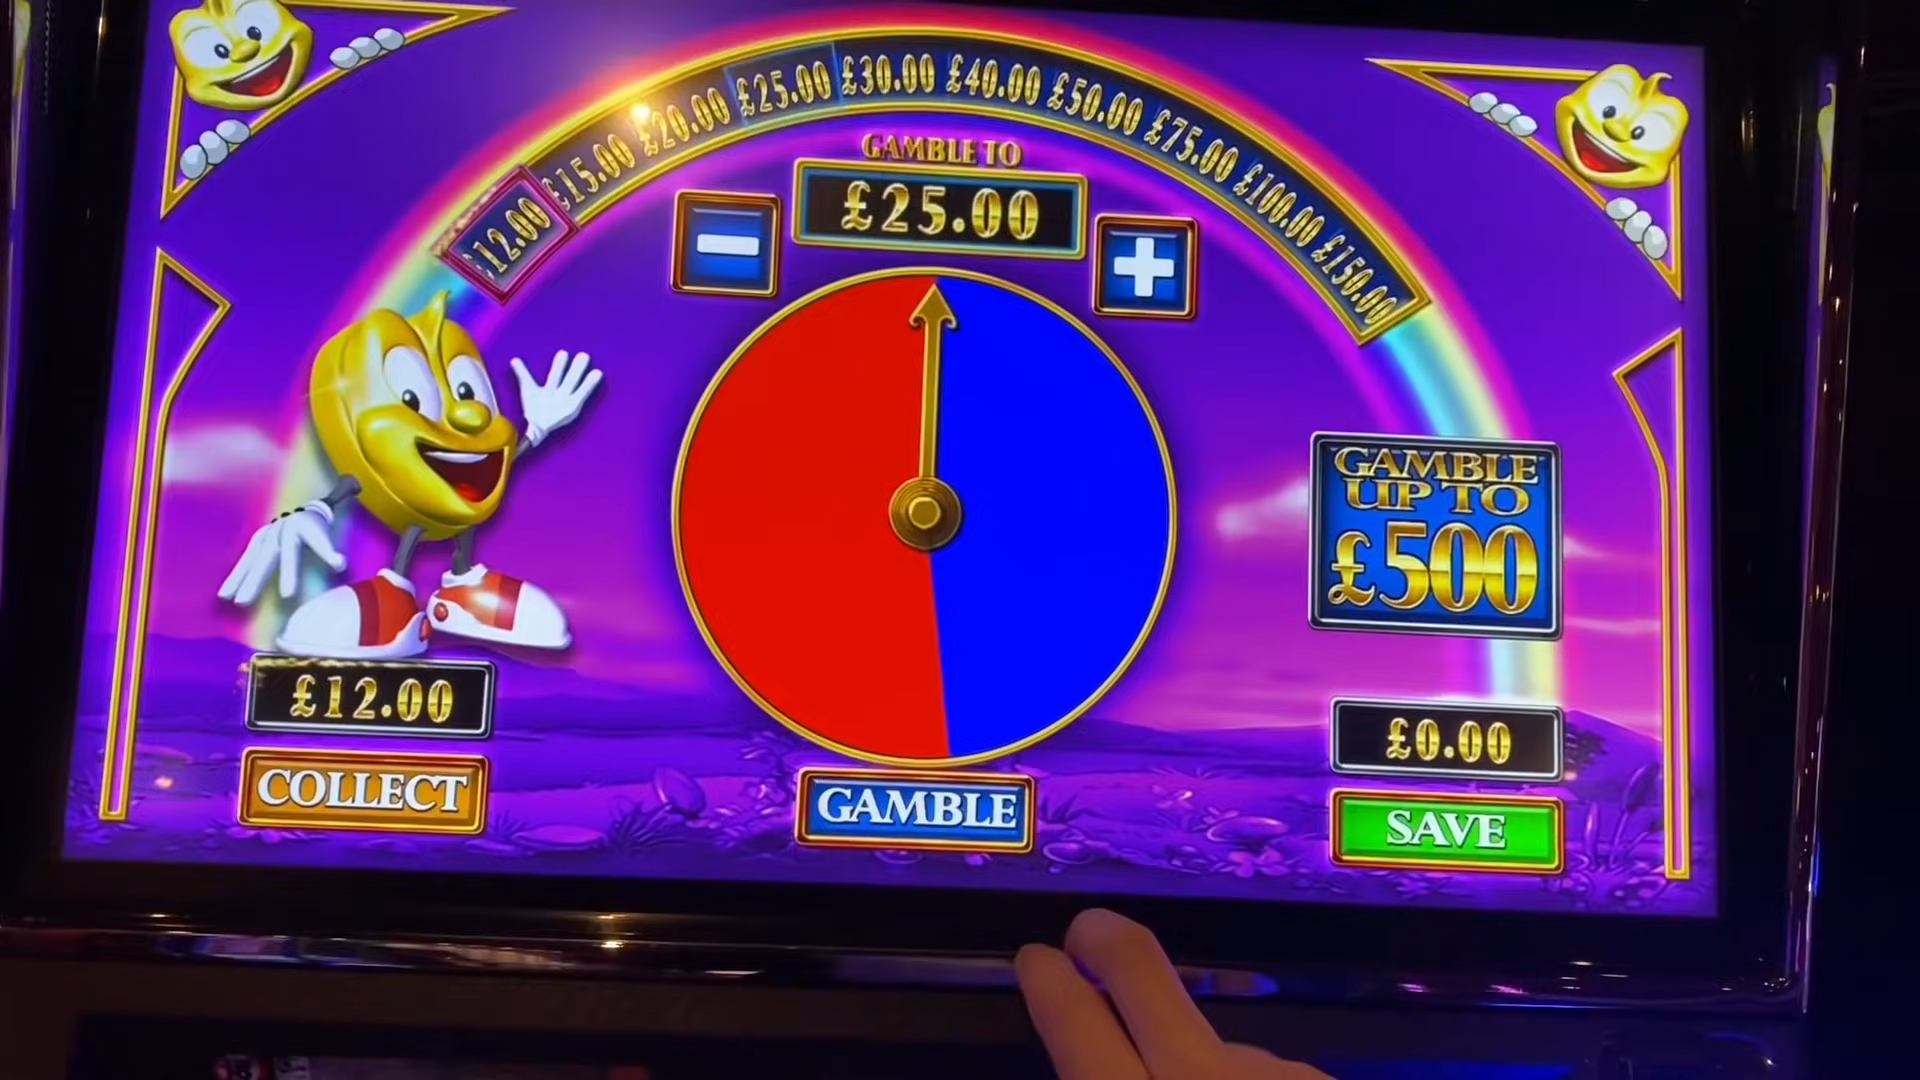 £12.00 £15.00 £20.00 £25.00 £30.00 £40.00 £50.00 £75.00 £100.00 £150.00
GAMBLE TO
£25.00
GAMBLE
UP TO
£500
£12.00
£0.00
COLLECT
GAMBLE
SAVE